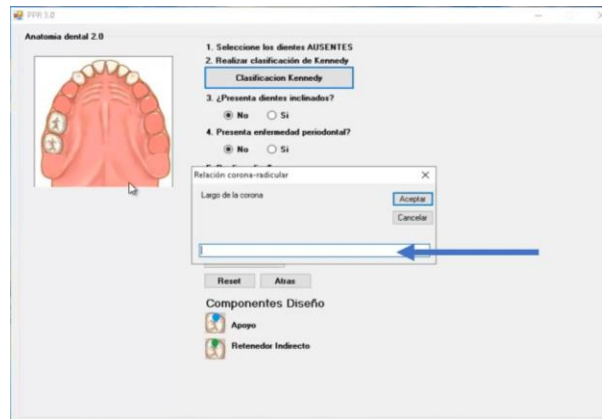 PPR 3.0
Anatomia dental 2.0
1. Seleccione los dientes AUSENTES
2. Realizar clasificación de Kennedy
Clasificacion Kennedy
3. ¿Presenta dientes inclinados?
No Si
4. Presenta enfermedad periodontal?
No Si
Relación corona-radicular
Largo de la corona
Aceptar
Cancelar
Reset Atras
Componentes Diseño
Apoyo
Retenedor Indirecto